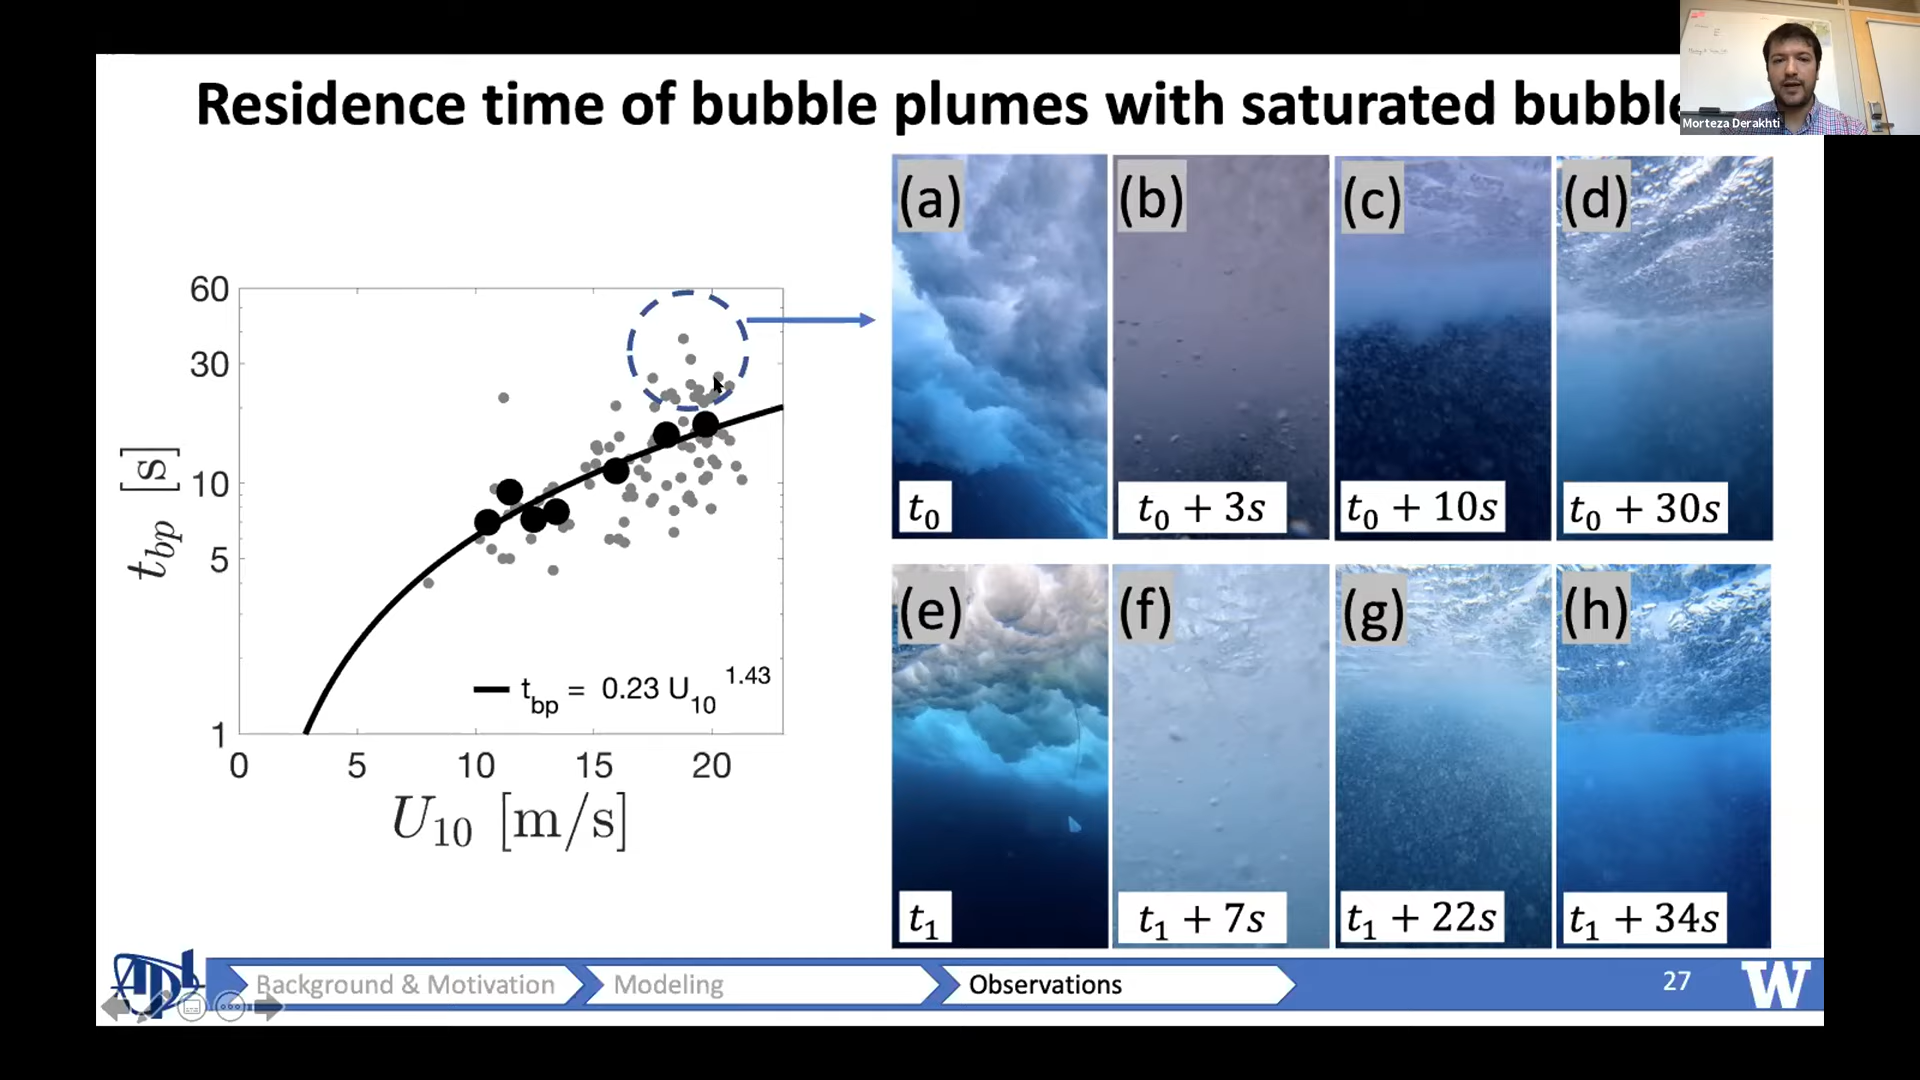 Residence time of bubble plumes with saturated bubble
Morteza Derakhti
60
30
10
5
1
t_bp [s]
t_bp = 0.23 U_10^1.43
0 5 10 15 20
U_10 [m/s]
(a) (b) (c) (d)
t_0 t_0 + 3s t_0 + 10s t_0 + 30s
(e) (f) (g) (h)
t_1 t_1 + 7s t_1 + 22s t_1 + 34s
APL
Background & Motivation Modeling Observations 27 W